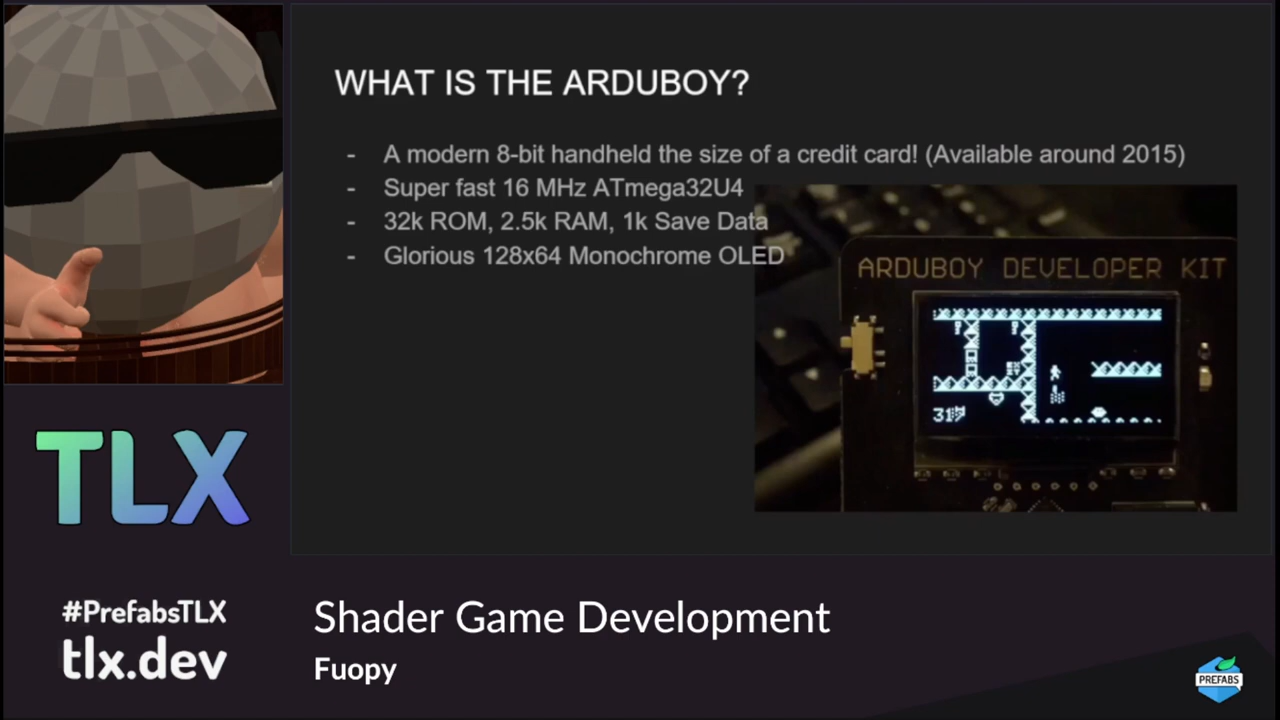 WHAT IS THE ARDUBOY?
- A modern 8-bit handheld the size of a credit card! (Available around 2015)
- Super fast 16 MHz ATmega32U4
- 32k ROM, 2.5k RAM, 1k Save Data
- Glorious 128x64 Monochrome OLED
ARDUBOY DEVELOPER KIT
TLX
#PrefabsTLX
tlx.dev
Shader Game Development
Fuopy
PREFABS